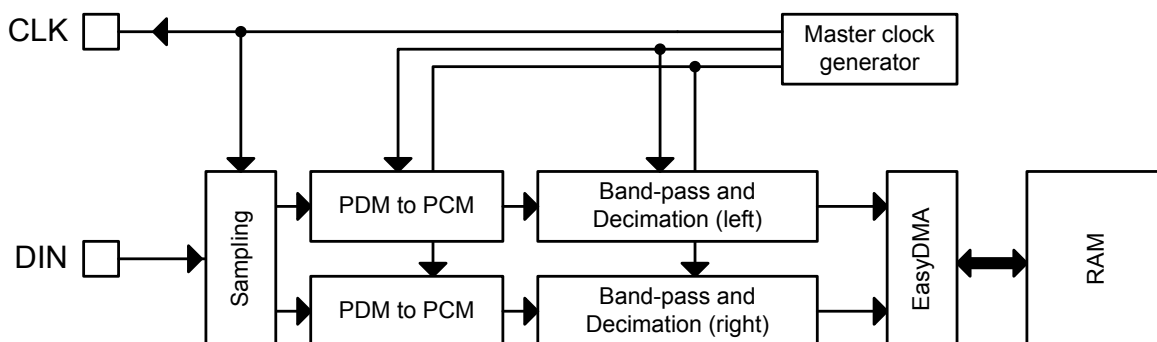 CLK
Master clock
generator
DIN
Sampling
PDM to PCM
Band-pass and
Decimation (left)
PDM to PCM
Band-pass and
Decimation (right)
EasyDMA
RAM